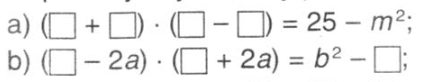 a) (□ + □) · (□ − □) = 25 − m²;
b) (□ − 2a) · (□ + 2a) = b² − □;